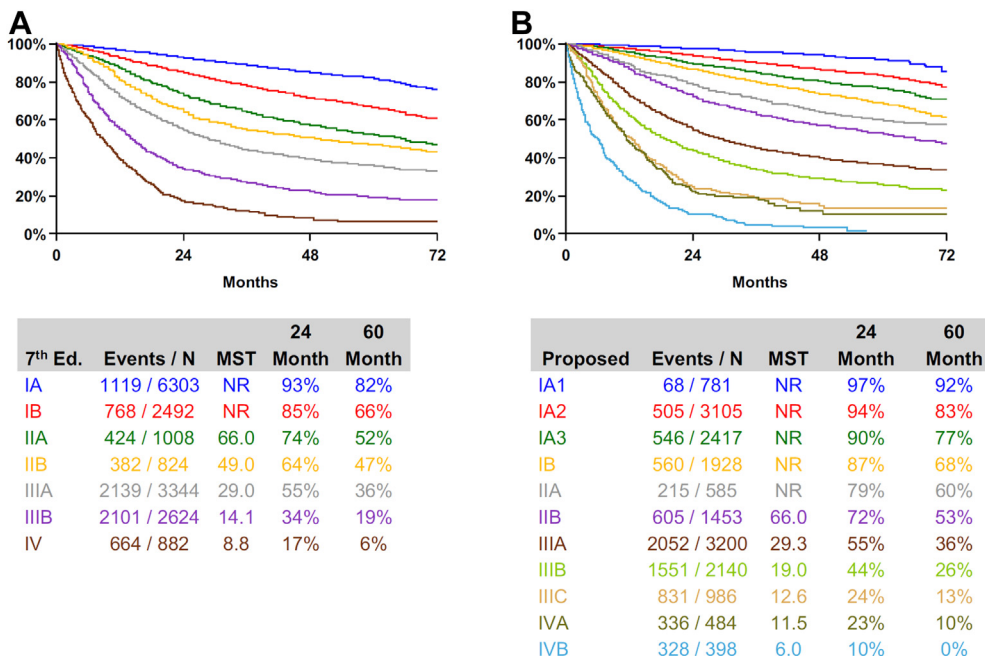 A
100%
80%
60%
40%
20%
0%
0 24 48 72
Months
24 60
7th Ed. Events / N MST Month Month
IA 1119 / 6303 NR 93% 82%
IB 768 / 2492 NR 85% 66%
IIA 424 / 1008 66.0 74% 52%
IIB 382 / 824 49.0 64% 47%
IIIA 2139 / 3344 29.0 55% 36%
IIIB 2101 / 2624 14.1 34% 19%
IV 664 / 882 8.8 17% 6%
B
100%
80%
60%
40%
20%
0%
0 24 48 72
Months
24 60
Proposed Events / N MST Month Month
IA1 68 / 781 NR 97% 92%
IA2 505 / 3105 NR 94% 83%
IA3 546 / 2417 NR 90% 77%
IB 560 / 1928 NR 87% 68%
IIA 215 / 585 NR 79% 60%
IIB 605 / 1453 66.0 72% 53%
IIIA 2052 / 3200 29.3 55% 36%
IIIB 1551 / 2140 19.0 44% 26%
IIIC 831 / 986 12.6 24% 13%
IVA 336 / 484 11.5 23% 10%
IVB 328 / 398 6.0 10% 0%